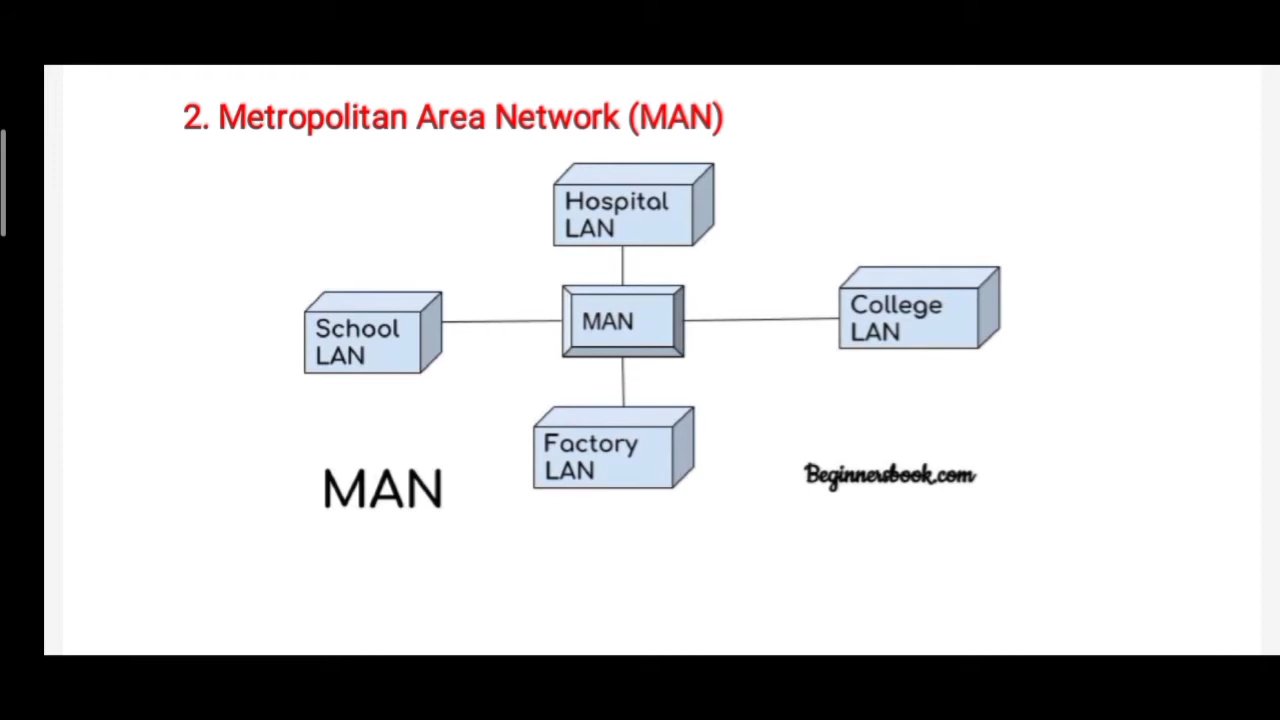 2. Metropolitan Area Network (MAN)
Hospital
LAN
School
LAN
MAN
College
LAN
Factory
LAN
MAN
Beginnersbook.com